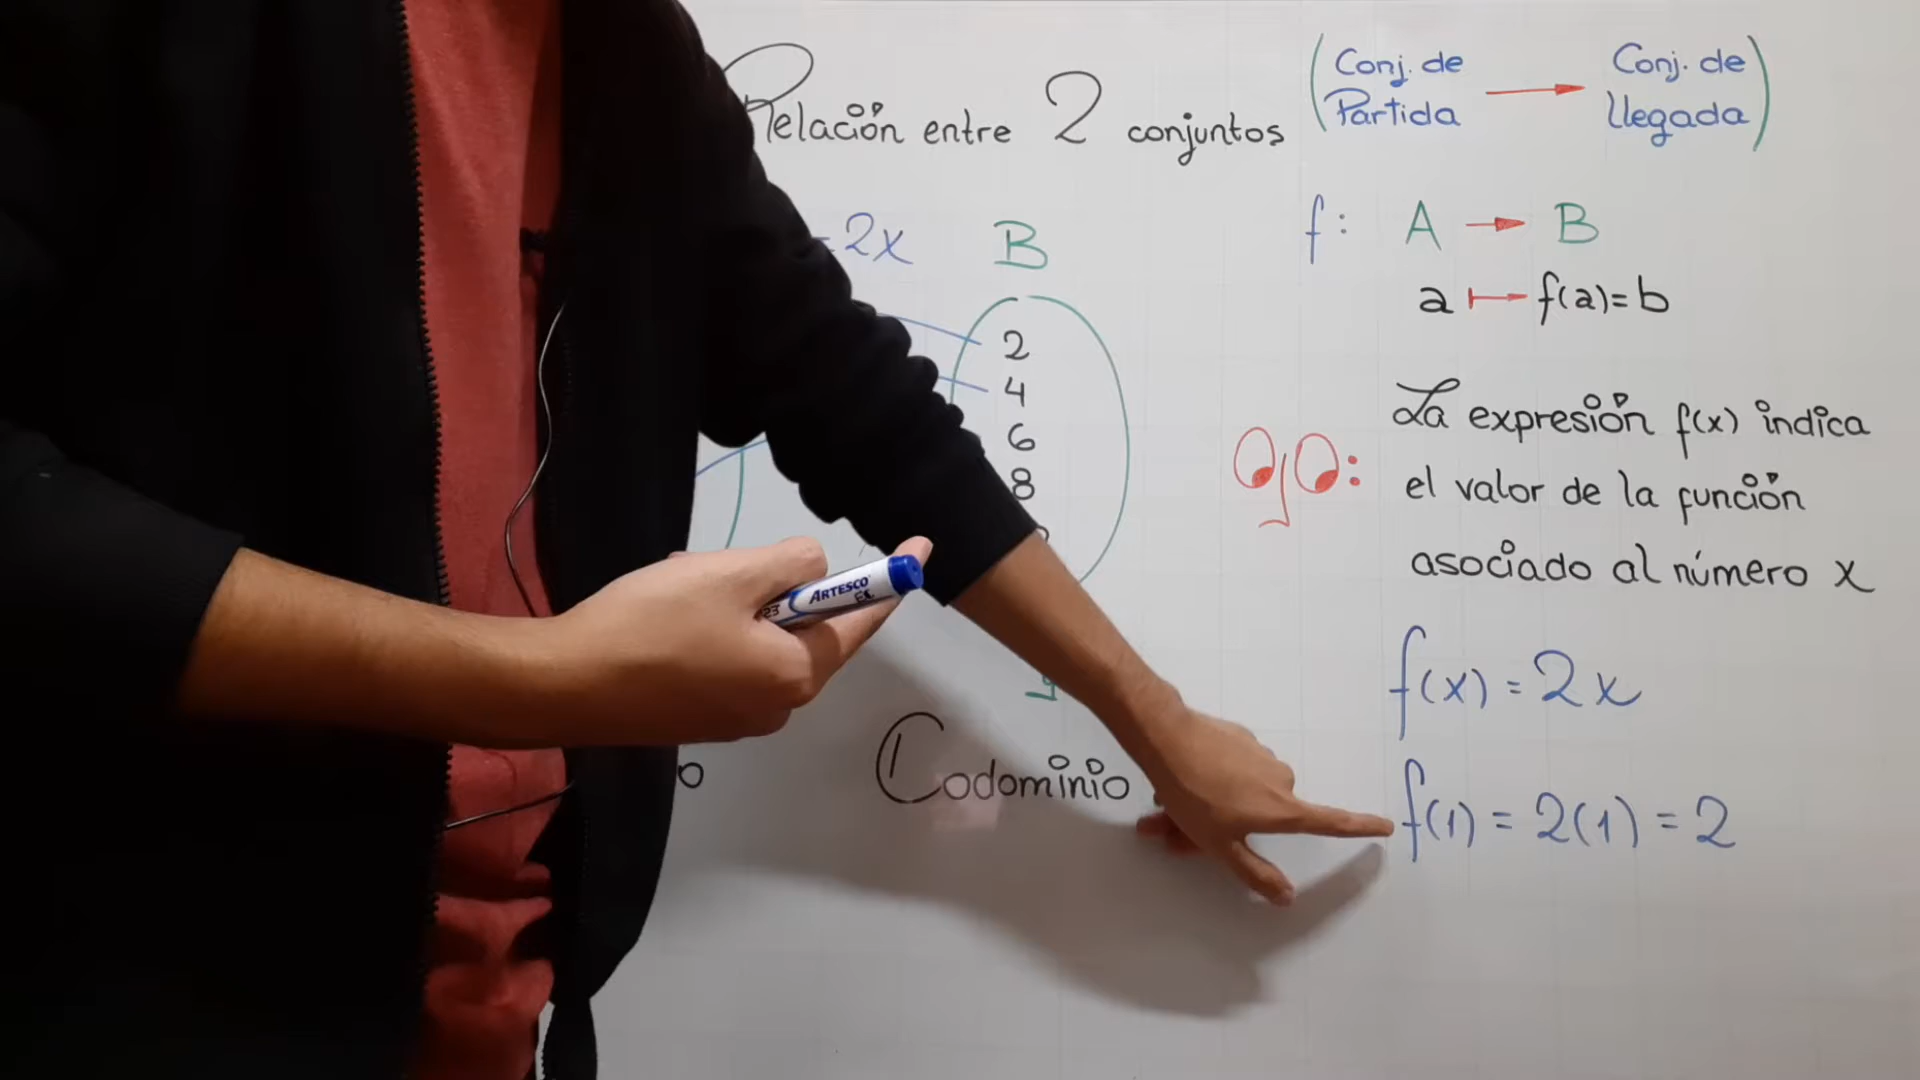 Relación entre 2 conjuntos
(Conj. de Partida → Conj. de llegada)
= 2x
B
2
4
6
8
Codominio
f: A → B
a ↦ f(a) = b
OJO: La expresión f(x) indica
el valor de la función
asociado al número x
f(x) = 2x
f(1) = 2(1) = 2
ARTESCO
23